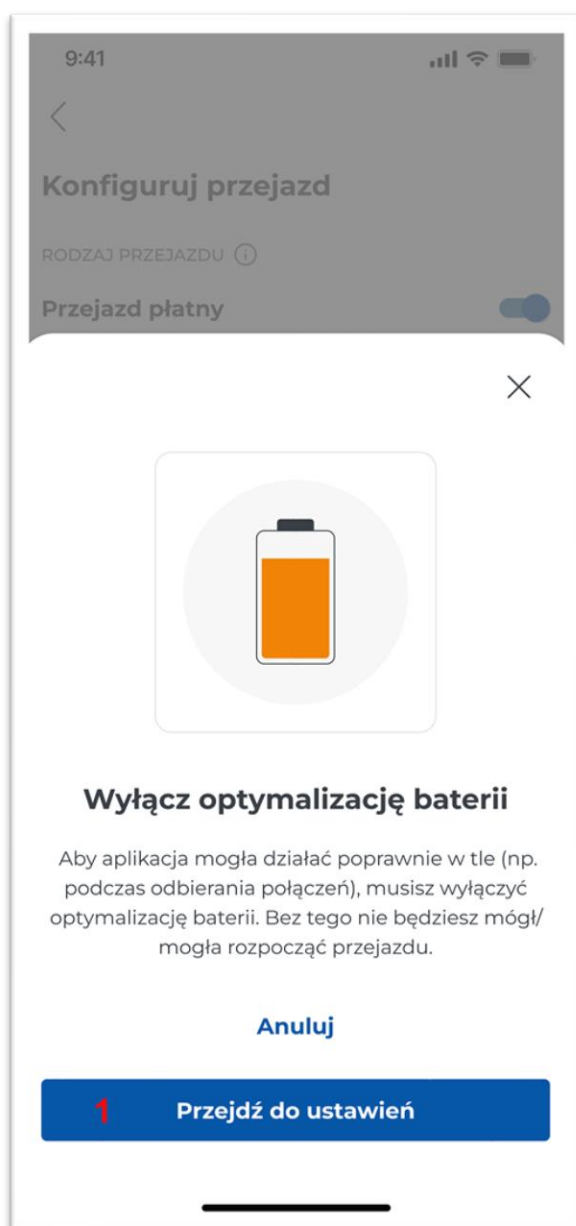 9:41
Konfiguruj przejazd
RODZAJ PRZEJAZDU
Przejazd płatny
Wyłącz optymalizację baterii
Aby aplikacja mogła działać poprawnie w tle (np.
podczas odbierania połączeń), musisz wyłączyć
optymalizację baterii. Bez tego nie będziesz mógł/
mogła rozpocząć przejazdu.
Anuluj
1 Przejdź do ustawień